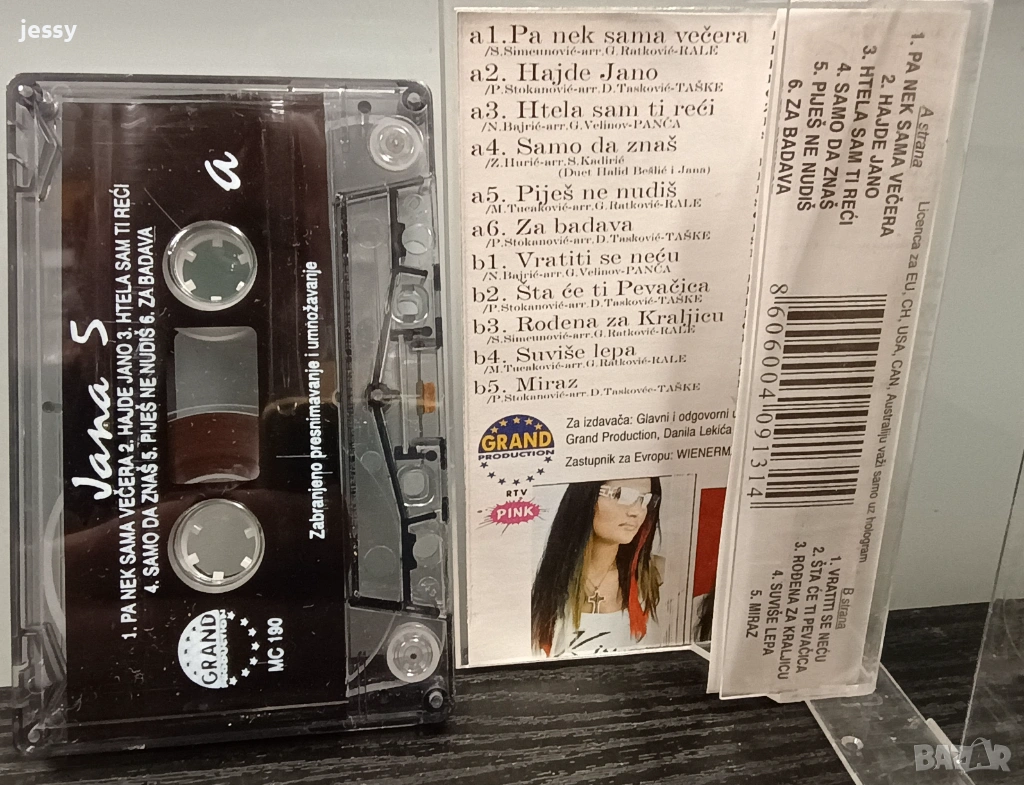 jessy
Jana 5
a
1. PA NEK SAMA VEČERA 2. HAJDE JANO 3. HTELA SAM TI REĆI
4. SAMO DA ZNAŠ 5. PIJEŠ NE NUDIŠ 6. ZA BADAVA
Zabranjeno presnimavanje i umnožavanje
GRAND
PRODUCTION
MC 190
a1. Pa nek sama večera
/S.Simeunović-arr.G.Ratković-RALE
a2. Hajde Jano
/P.Stokanović-arr.D.Tasković-TAŠKE
a3. Htela sam ti reći
/N.Bajrić-arr.G.Velinov-PANČA
a4. Samo da znaš
/Z.Hurić-arr.S.Kadirić
(Duet Halid Bešlić i Jana)
a5. Piješ ne nudiš
/M.Tucaković-arr.G.Ratković-RALE
a6. Za badava
/P.Stokanović-arr.D.Tasković-TAŠKE
b1. Vratiti se neću
/N.Bajrić-arr.G.Velinov-PANČA
b2. Šta će ti Pevačica
/P.Stokanović-arr.D.Tasković-TAŠKE
b3. Rođena za Kraljicu
/S.Simeunović-arr.G.Ratković-RALE
b4. Suviše lepa
/M.Tucaković-arr.G.Ratković-RALE
b5. Miraz
/P.Stokanović-arr.D.Taskovće-TAŠKE
GRAND
PRODUCTION
RTV
PINK
Za izdavača: Glavni i odgovorni u
Grand Production, Danila Lekića
Zastupnik za Evropu: WIENERM
A strana
1. PA NEK SAMA VEČERA
2. HAJDE JANO
3. HTELA SAM TI REĆI
4. SAMO DA ZNAŠ
5. PIJEŠ NE NUDIŠ
6. ZA BADAVA
Licenca za EU, CH, USA, CAN, Australiju važi samo uz hologram
8 606004 091314
B strana
1. VRATITI SE NEĆU
2. ŠTA ĆE TI PEVAČICA
3. ROĐENA ZA KRALJICU
4. SUVIŠE LEPA
5. MIRAZ
BAZAR